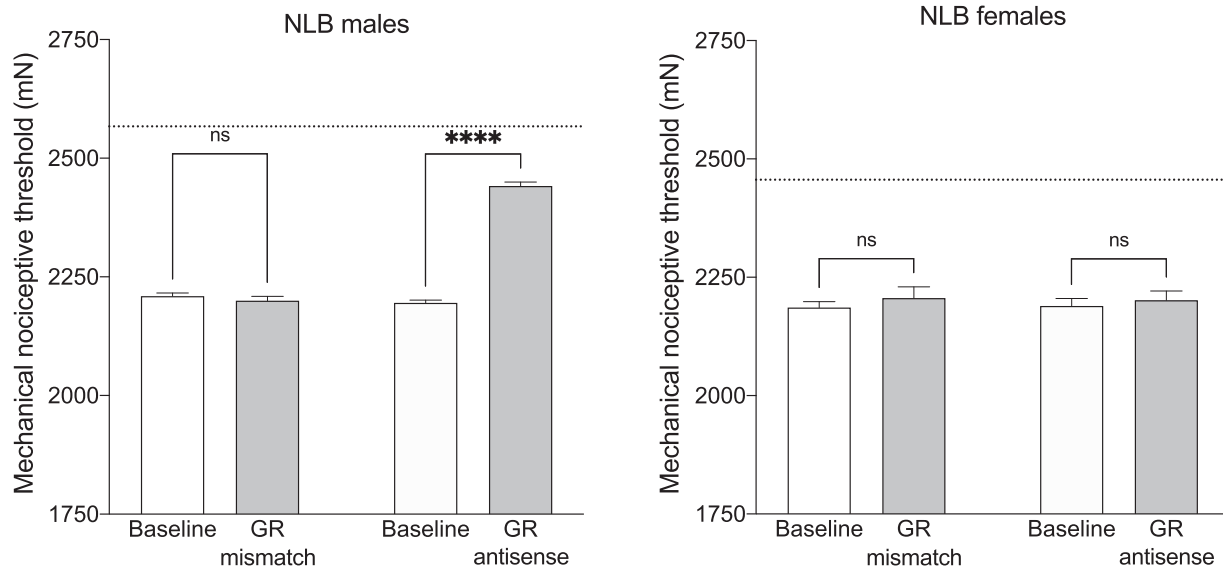 NLB males
Mechanical nociceptive threshold (mN)
2750
2500
2250
2000
1750
ns
****
Baseline
GR
mismatch
Baseline
GR
antisense
NLB females
Mechanical nociceptive threshold (mN)
2750
2500
2250
2000
1750
ns
ns
Baseline
GR
mismatch
Baseline
GR
antisense